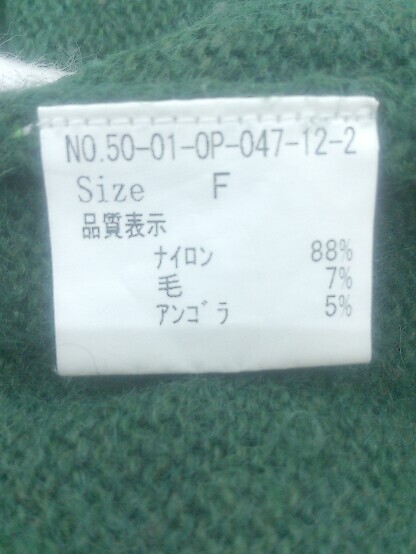 NO.50-01-OP-047-12-2
Size F
品質表示
ﾅｲﾛﾝ 88%
毛 7%
ｱﾝｺﾞﾗ 5%